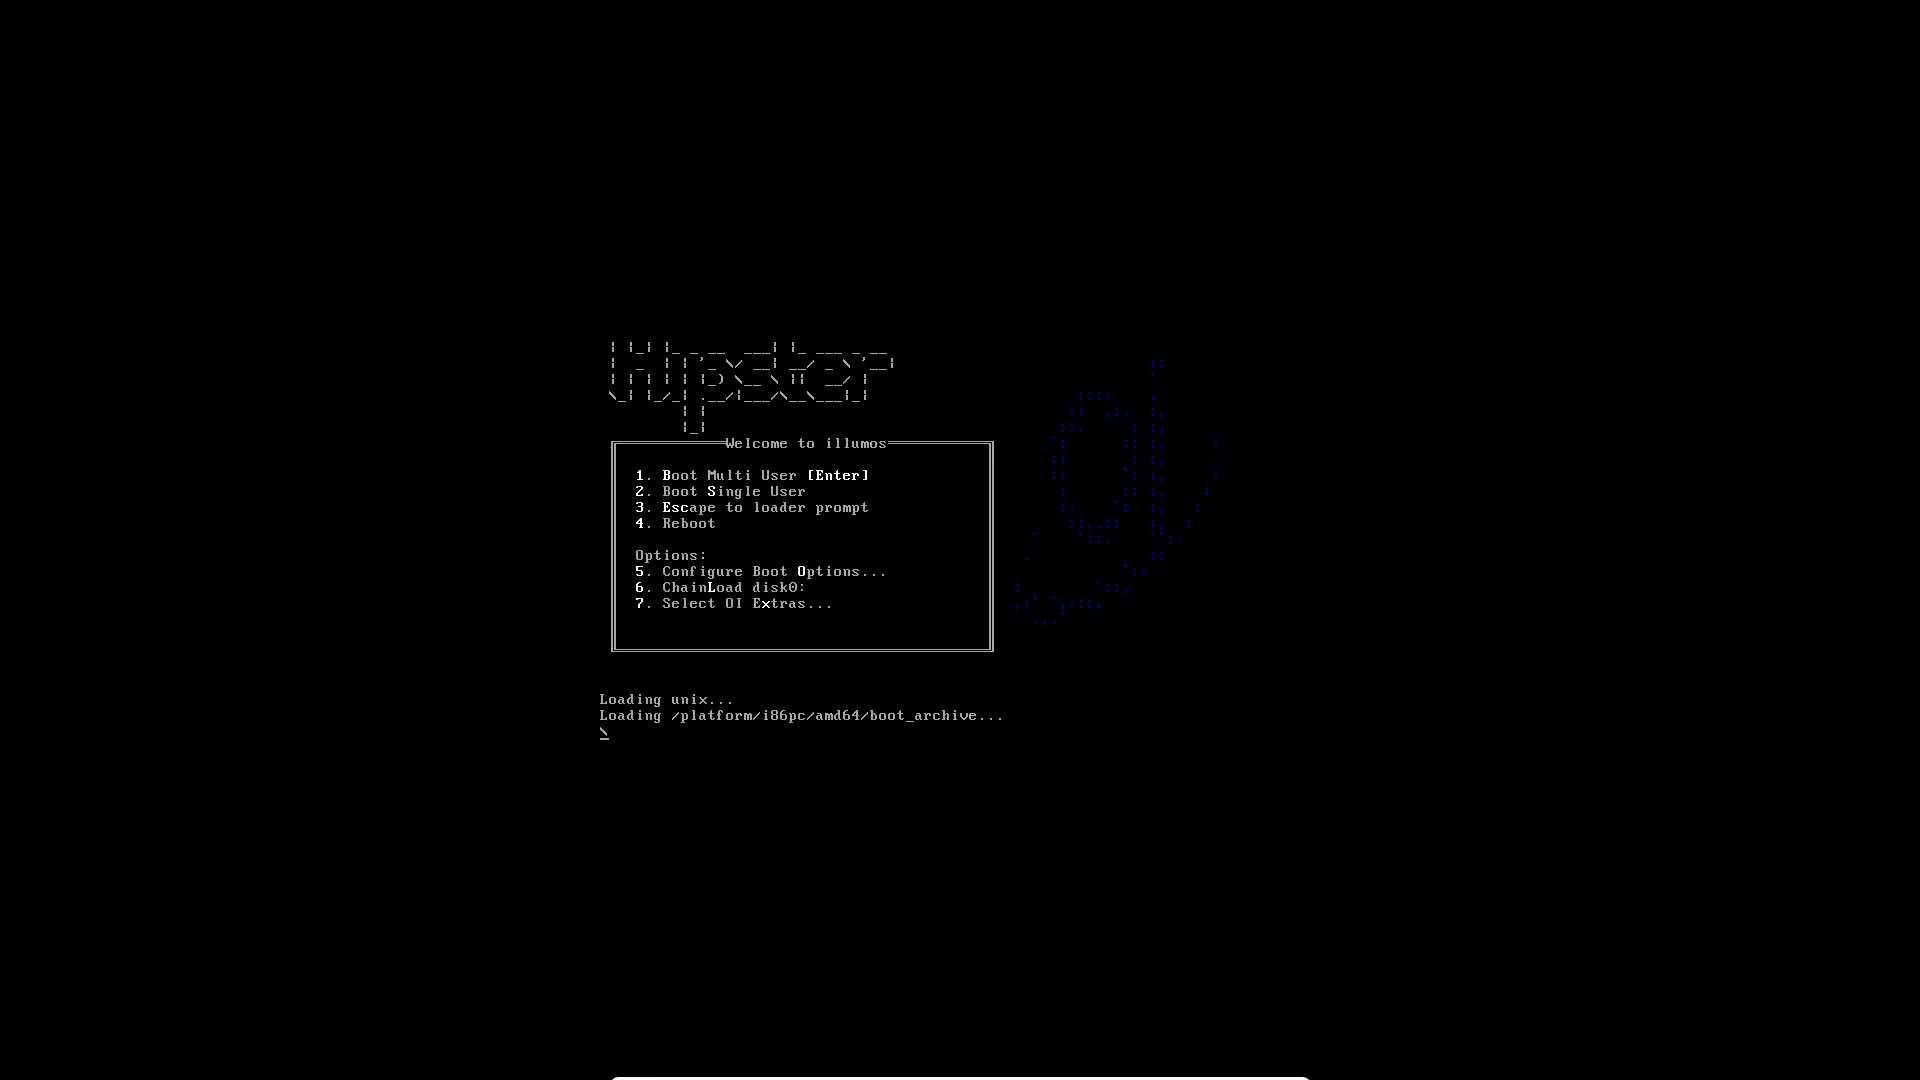 Hipster
Welcome to illumos
1. Boot Multi User [Enter]
2. Boot Single User
3. Escape to loader prompt
4. Reboot
Options:
5. Configure Boot Options...
6. ChainLoad disk0:
7. Select OI Extras...
Loading unix...
Loading /platform/i86pc/amd64/boot_archive...
\